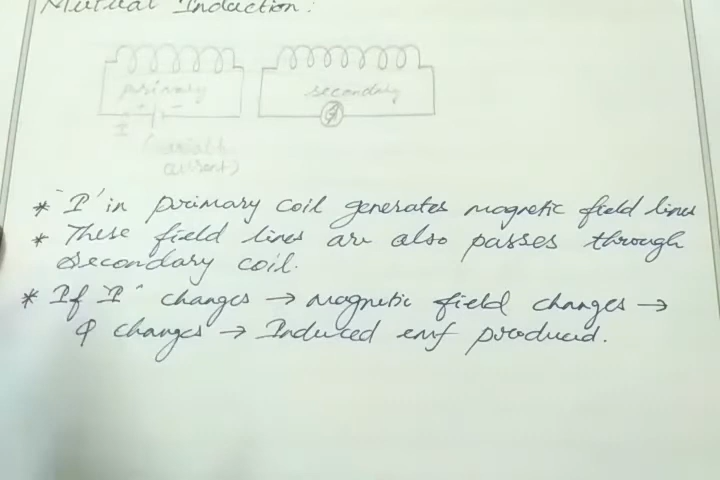 Mutual Induction:
primary secondary
+ -
I G
(variable
current)
* "I" in primary coil generates magnetic field lines
* These field lines are also passes through
secondary coil.
* If "I" changes → magnetic field changes →
φ changes → Induced emf produced.